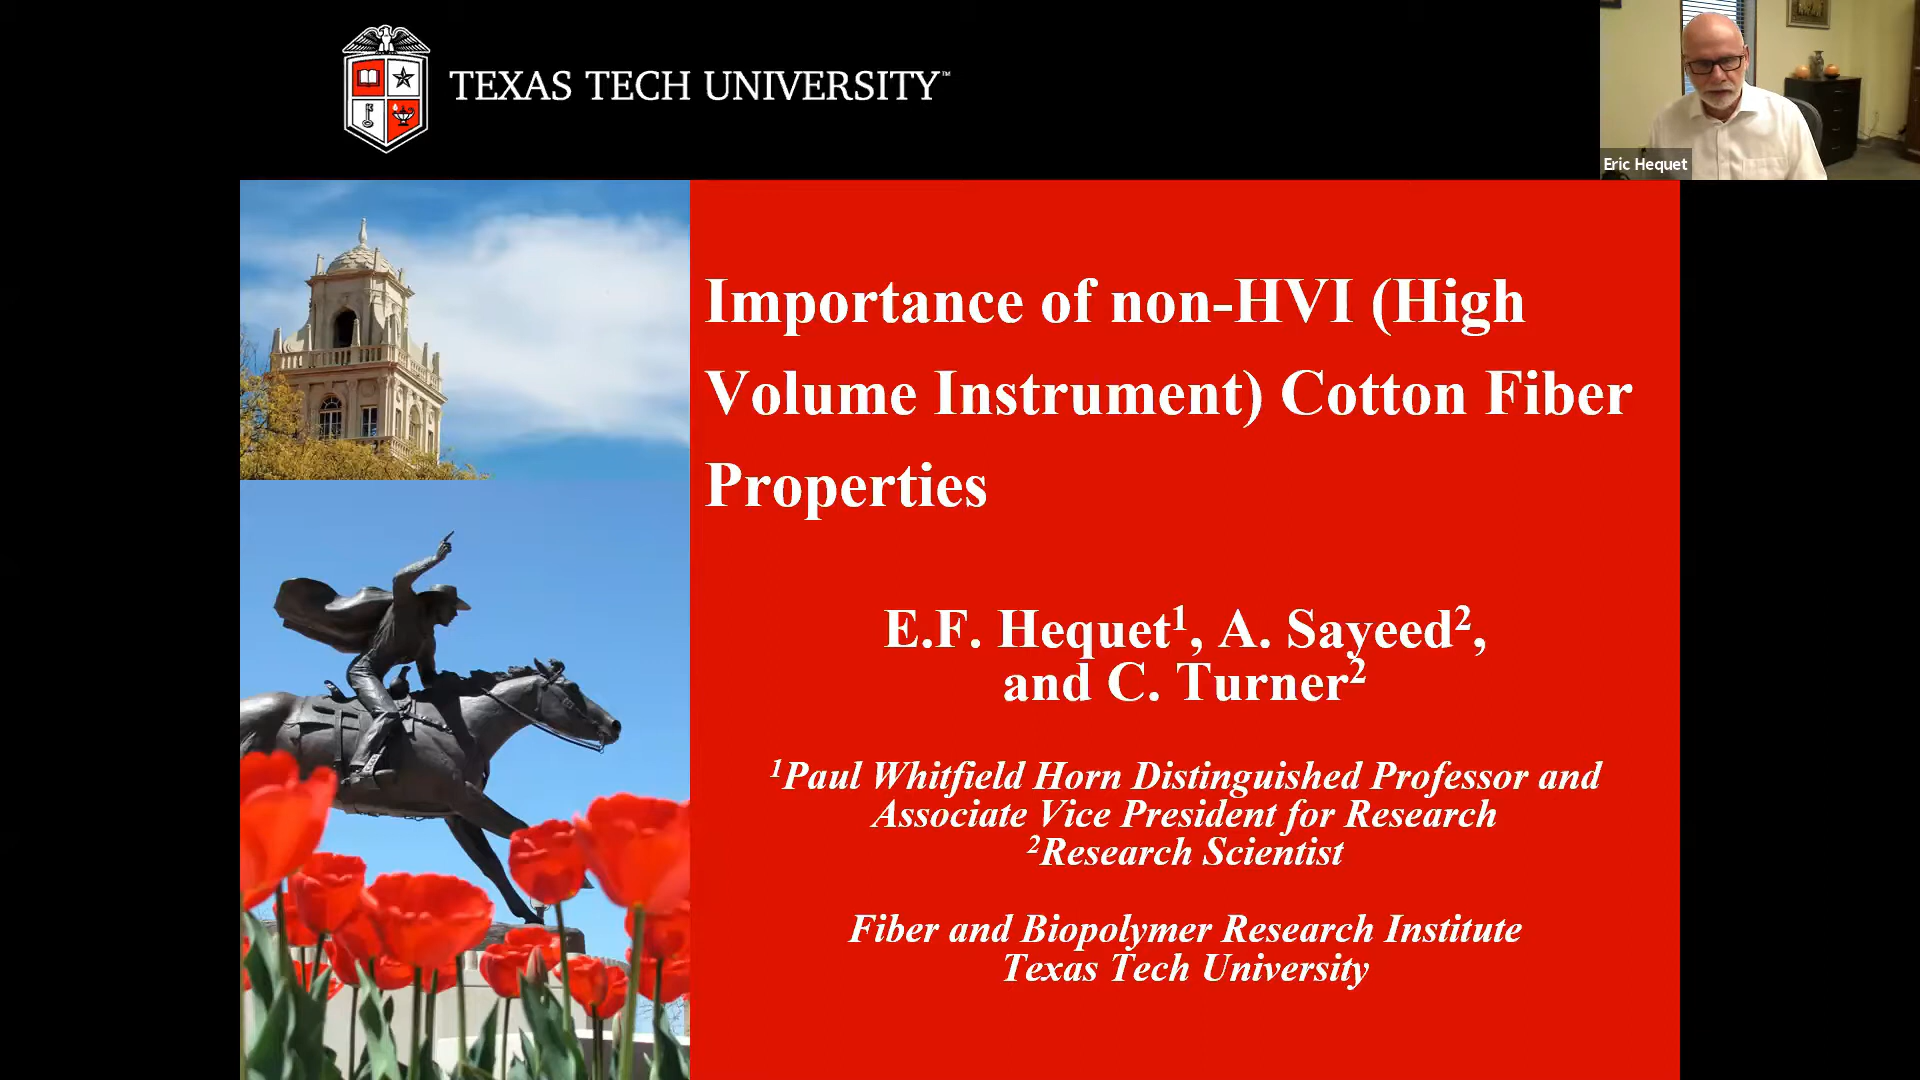 TEXAS TECH UNIVERSITY™
Eric Hequet
Importance of non-HVI (High
Volume Instrument) Cotton Fiber
Properties
E.F. Hequet¹, A. Sayeed²,
and C. Turner²
¹Paul Whitfield Horn Distinguished Professor and
Associate Vice President for Research
²Research Scientist
Fiber and Biopolymer Research Institute
Texas Tech University